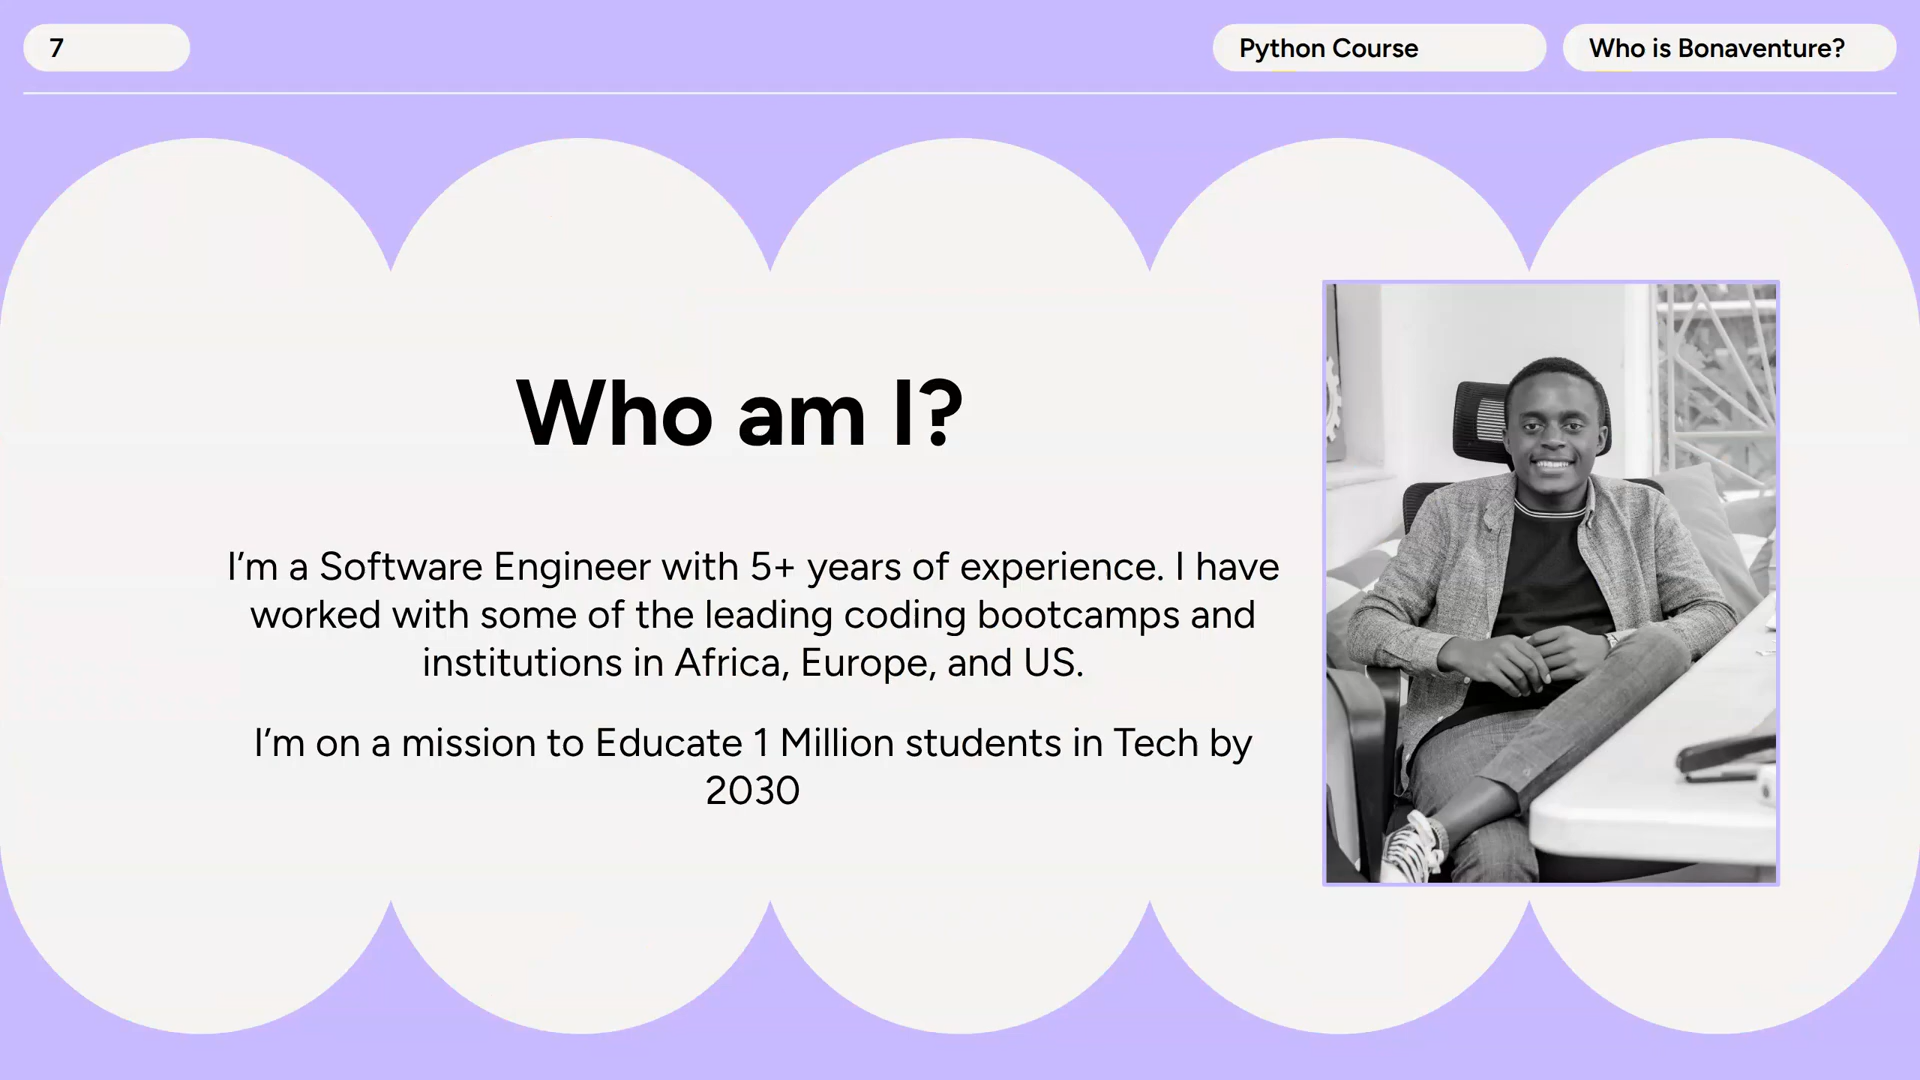 7
Python Course
Who is Bonaventure?
Who am I?
I’m a Software Engineer with 5+ years of experience. I have
worked with some of the leading coding bootcamps and
institutions in Africa, Europe, and US.
I’m on a mission to Educate 1 Million students in Tech by
2030